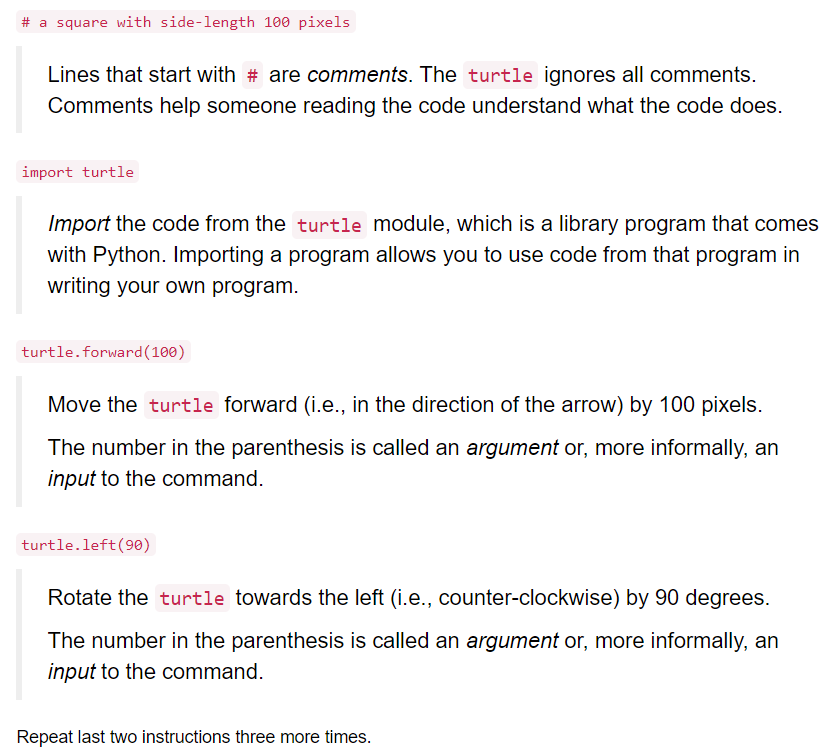 # a square with side-length 100 pixels
Lines that start with # are comments. The turtle ignores all comments.
Comments help someone reading the code understand what the code does.
import turtle
Import the code from the turtle module, which is a library program that comes
with Python. Importing a program allows you to use code from that program in
writing your own program.
turtle.forward(100)
Move the turtle forward (i.e., in the direction of the arrow) by 100 pixels.
The number in the parenthesis is called an argument or, more informally, an
input to the command.
turtle.left(90)
Rotate the turtle towards the left (i.e., counter-clockwise) by 90 degrees.
The number in the parenthesis is called an argument or, more informally, an
input to the command.
Repeat last two instructions three more times.